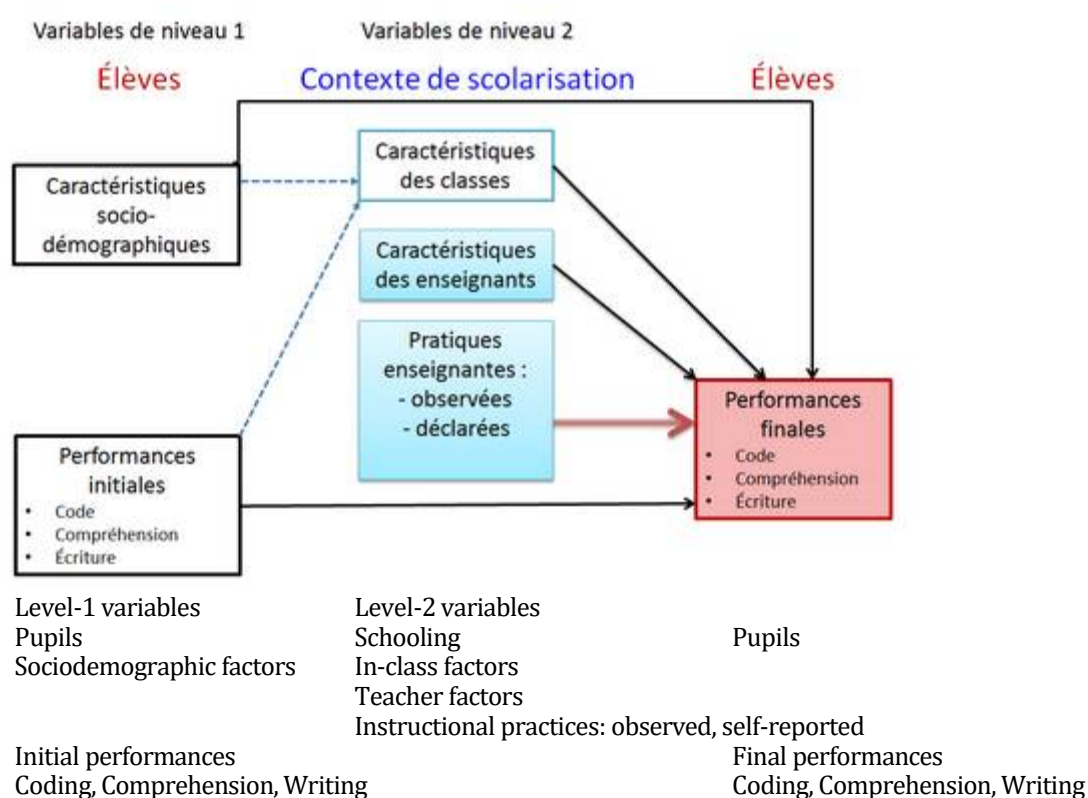 Variables de niveau 1
Variables de niveau 2
Élèves
Contexte de scolarisation
Élèves
Caractéristiques
socio-
démographiques
Caractéristiques
des classes
Caractéristiques
des enseignants
Pratiques
enseignantes :
- observées
- déclarées
Performances
initiales
• Code
• Compréhension
• Écriture
Performances
finales
• Code
• Compréhension
• Écriture
Level-1 variables
Level-2 variables
Pupils
Schooling
Pupils
Sociodemographic factors
In-class factors
Teacher factors
Instructional practices: observed, self-reported
Initial performances
Final performances
Coding, Comprehension, Writing
Coding, Comprehension, Writing